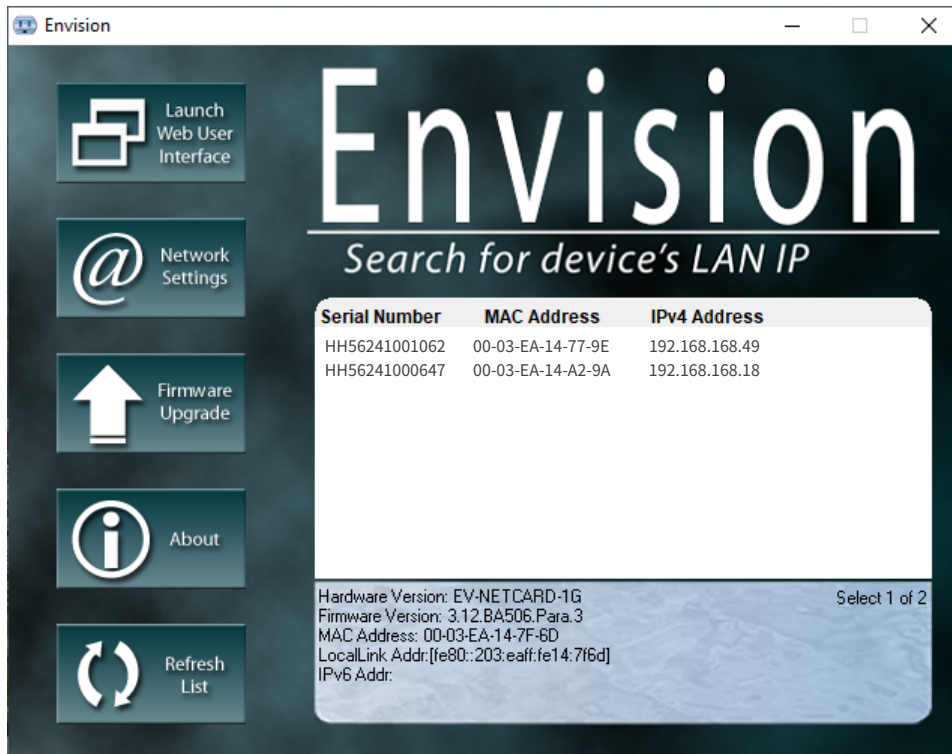 Envision
Launch
Web User
Interface
Network
Settings
Firmware
Upgrade
About
Refresh
List
Envision
Search for device's LAN IP
Serial Number MAC Address IPv4 Address
HH56241001062 00-03-EA-14-77-9E 192.168.168.49
HH56241000647 00-03-EA-14-A2-9A 192.168.168.18
Hardware Version: EV-NETCARD-1G Select 1 of 2
Firmware Version: 3.12.BA506.Para.3
MAC Address: 00-03-EA-14-7F-6D
LocalLink Addr:[fe80::203:eaff:fe14:7f6d]
IPv6 Addr: